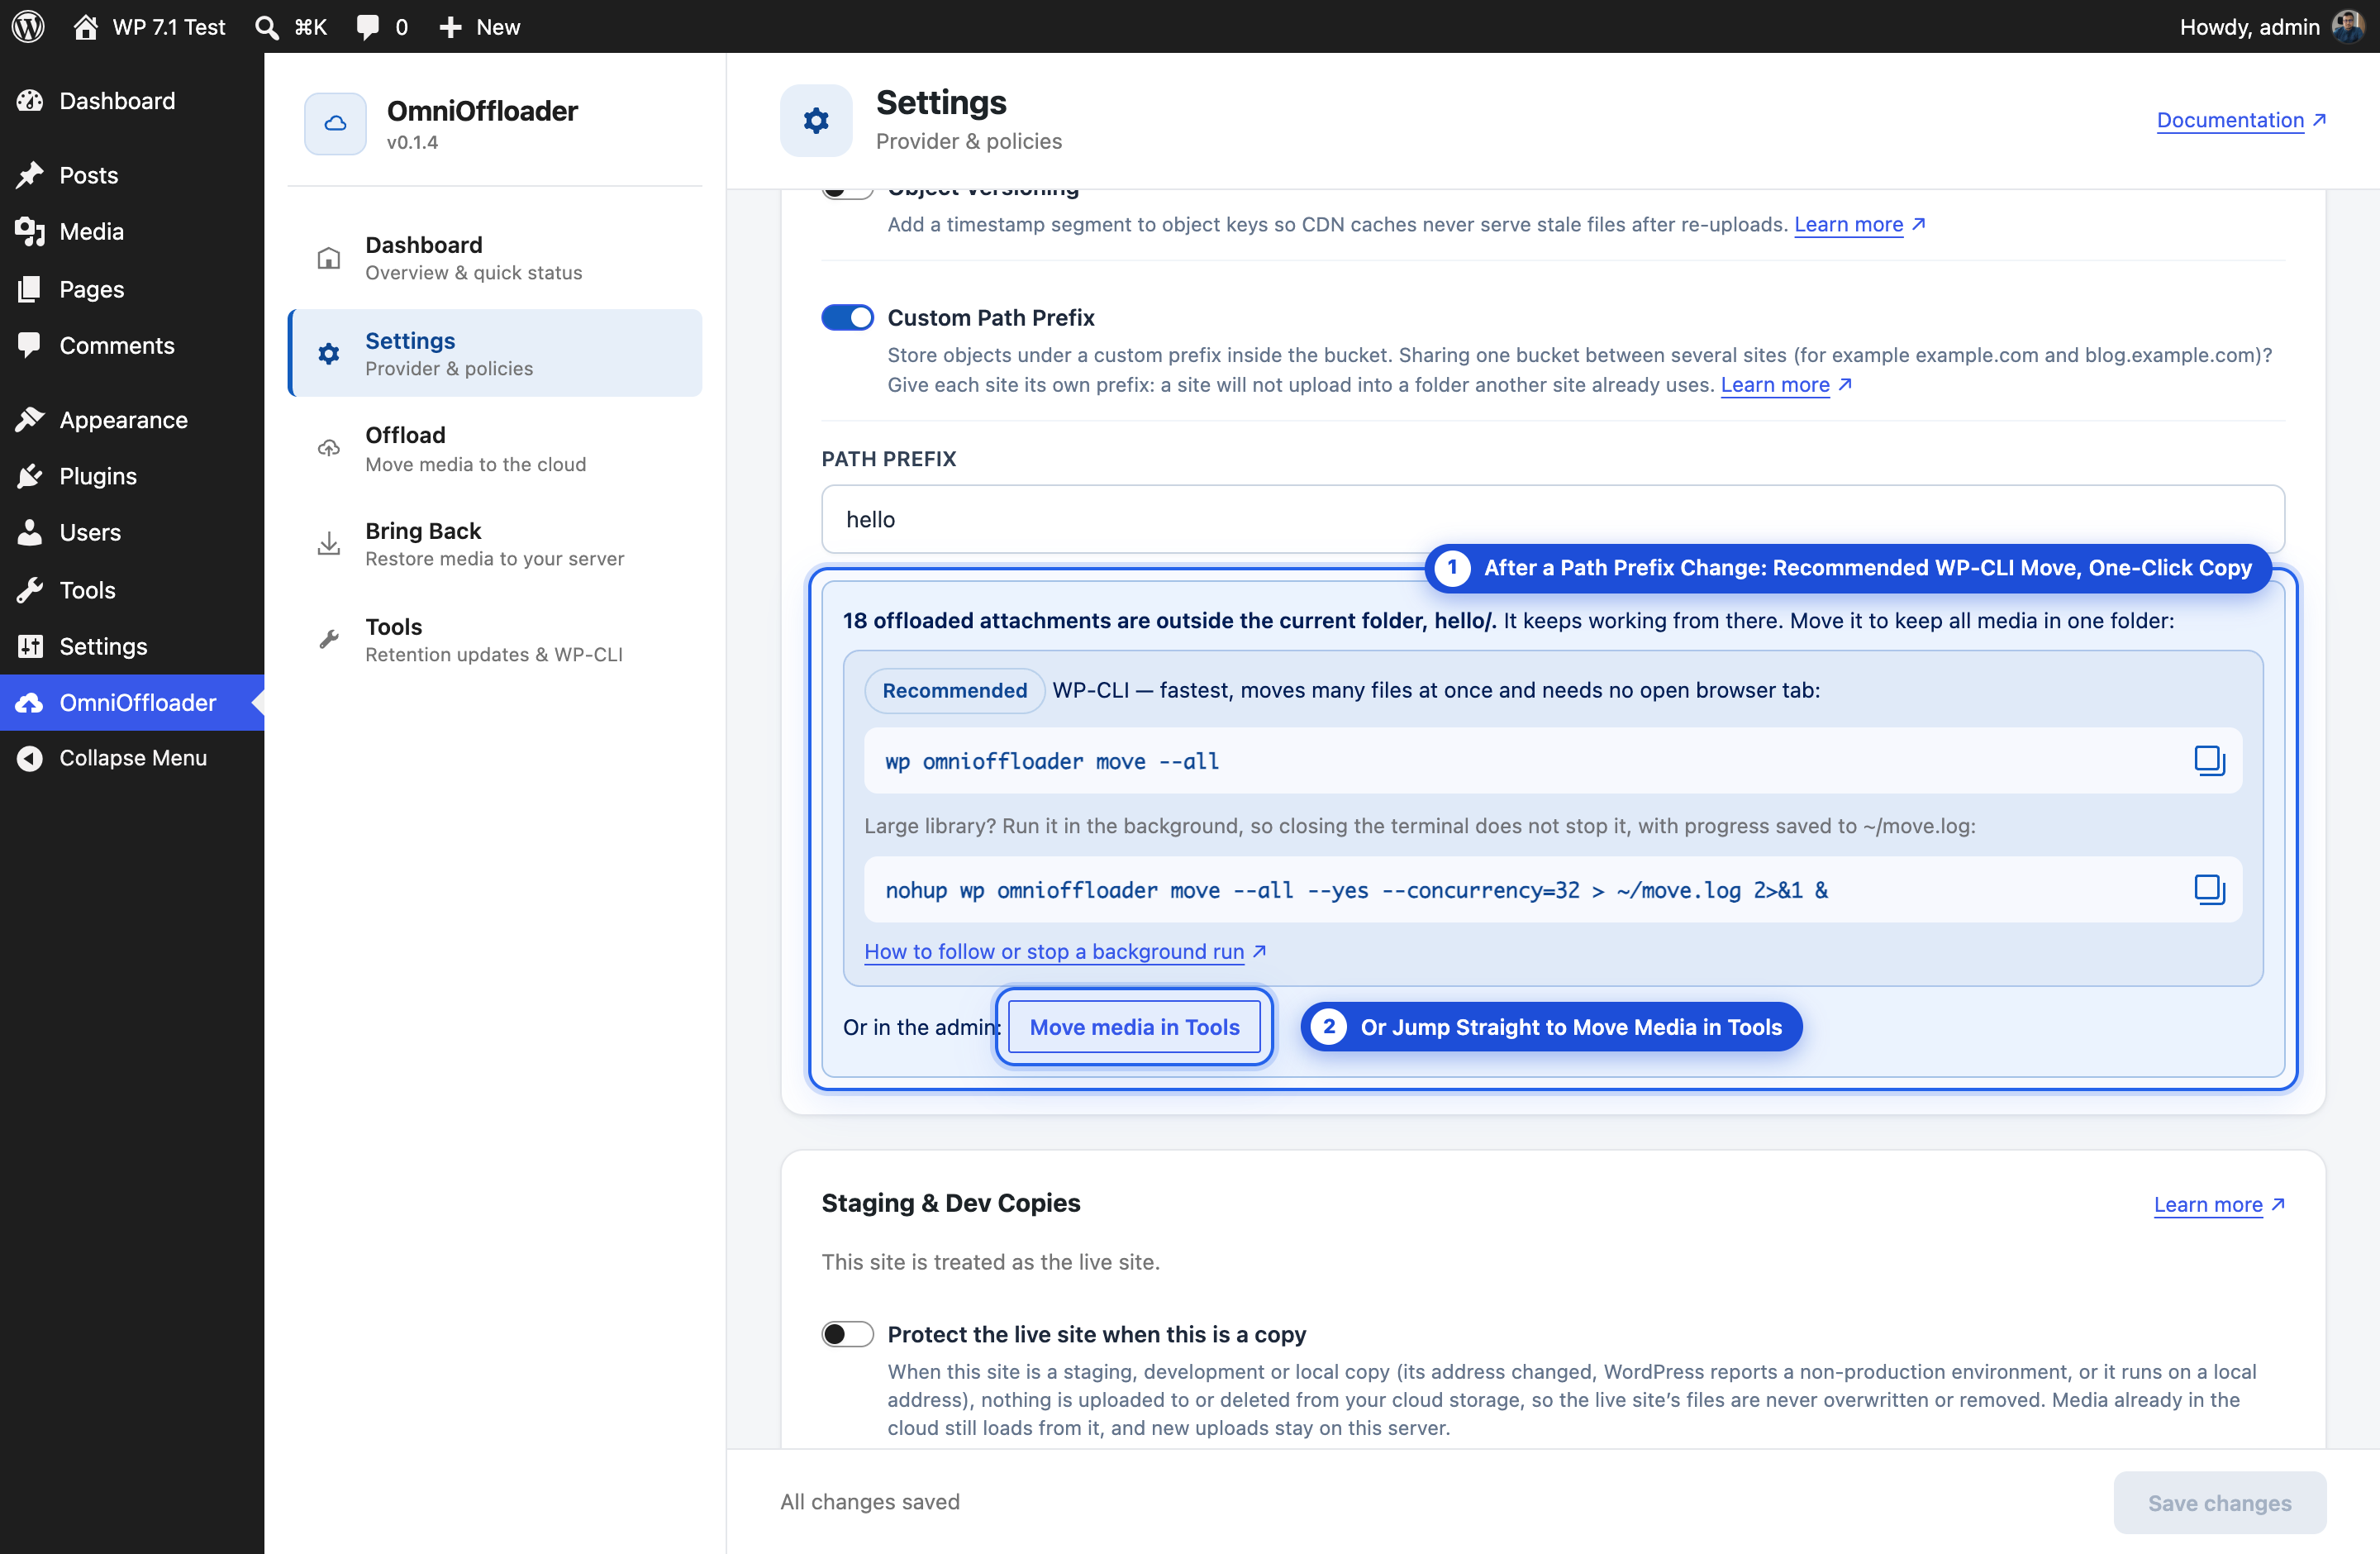 WP 7.1 Test
⌘K
0
New
Howdy, admin
Dashboard
Posts
Media
Pages
Comments
Appearance
Plugins
Users
Tools
Settings
OmniOffloader
Collapse Menu
OmniOffloader
v0.1.4
Dashboard
Overview & quick status
Settings
Provider & policies
Offload
Move media to the cloud
Bring Back
Restore media to your server
Tools
Retention updates & WP-CLI
Settings
Provider & policies
Documentation ↗
Object Versioning
Add a timestamp segment to object keys so CDN caches never serve stale files after re-uploads. Learn more ↗
Custom Path Prefix
Store objects under a custom prefix inside the bucket. Sharing one bucket between several sites (for example example.com and blog.example.com)?
Give each site its own prefix: a site will not upload into a folder another site already uses. Learn more ↗
PATH PREFIX
hello
1 After a Path Prefix Change: Recommended WP-CLI Move, One-Click Copy
18 offloaded attachments are outside the current folder, hello/. It keeps working from there. Move it to keep all media in one folder:
Recommended WP-CLI — fastest, moves many files at once and needs no open browser tab:
wp omnioffloader move --all
Large library? Run it in the background, so closing the terminal does not stop it, with progress saved to ~/move.log:
nohup wp omnioffloader move --all --yes --concurrency=32 > ~/move.log 2>&1 &
How to follow or stop a background run ↗
Or in the admin: Move media in Tools
2 Or Jump Straight to Move Media in Tools
Staging & Dev Copies
Learn more ↗
This site is treated as the live site.
Protect the live site when this is a copy
When this site is a staging, development or local copy (its address changed, WordPress reports a non-production environment, or it runs on a local
address), nothing is uploaded to or deleted from your cloud storage, so the live site’s files are never overwritten or removed. Media already in the
cloud still loads from it, and new uploads stay on this server.
All changes saved
Save changes